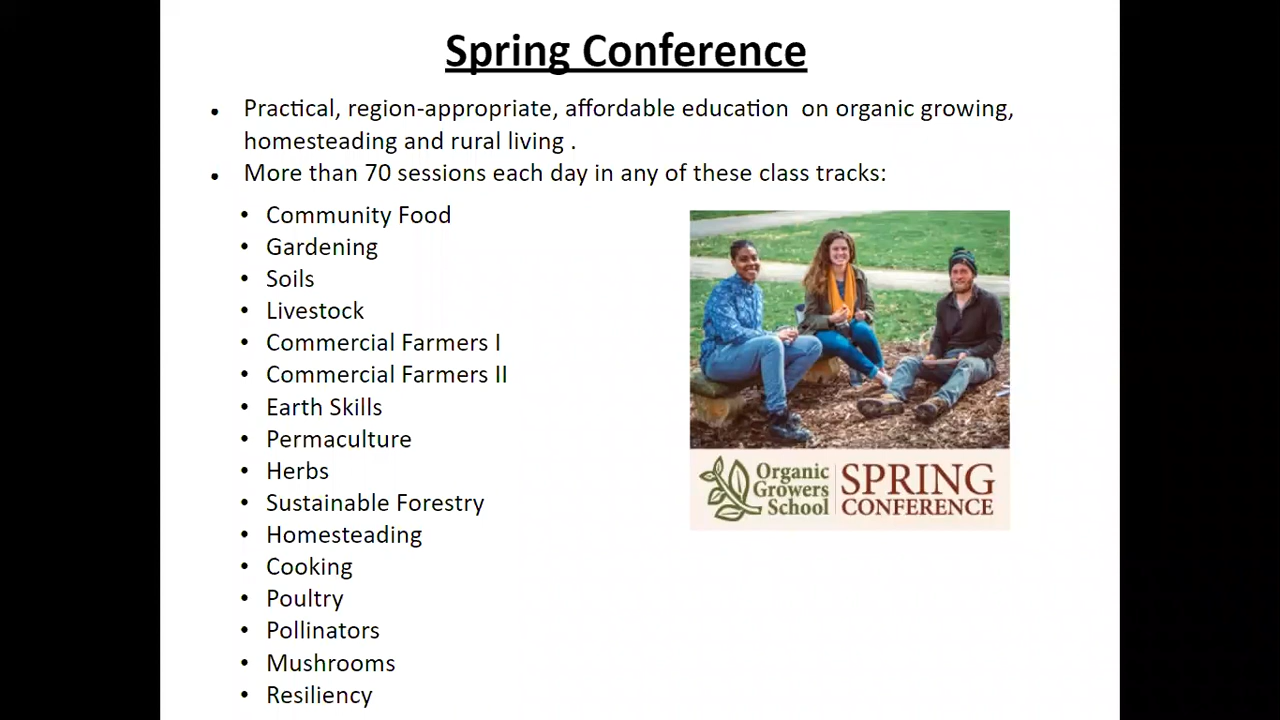 Spring Conference
• Practical, region-appropriate, affordable education  on organic growing,
homesteading and rural living .
• More than 70 sessions each day in any of these class tracks:
• Community Food
• Gardening
• Soils
• Livestock
• Commercial Farmers I
• Commercial Farmers II
• Earth Skills
• Permaculture
• Herbs
• Sustainable Forestry
• Homesteading
• Cooking
• Poultry
• Pollinators
• Mushrooms
• Resiliency
Organic
Growers
School
SPRING
CONFERENCE